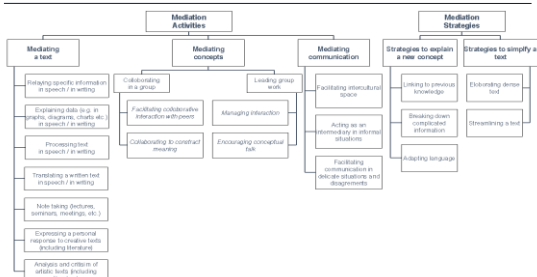 Mediation
Activities
Mediation
Strategies
Mediating
a text
Mediating
concepts
Mediating
communication
Strategies to explain
a new concept
Strategies to simplfy a
text
Relaying specific information
in speech / in writing
Explaining data (e.g. in
graphs, diagrams, charts etc.)
in speech / in writing
Processing text
in speech / in writing
Translating a written text
in speech / in writing
Note taking (lectures,
seminars, meetings, etc.)
Expressing a personal
response to creative texts
(including literature)
Analysis and criticism of
artistic texts (including
Collaborating
in a group
Facilitating collaborative
interaction with peers
Collaborating to construct
meaning
Leading group
work
Managing interaction
Encouraging conceptual
talk
Facilitating intercultural
space
Acting as an
intermediary in informal
situations
Facilitating
communication in
delicate situations and
disagrements
Linking to previous
knowledge
Breaking down
complicated
information
Adapting language
Elaborating dense
text
Streamlining a text